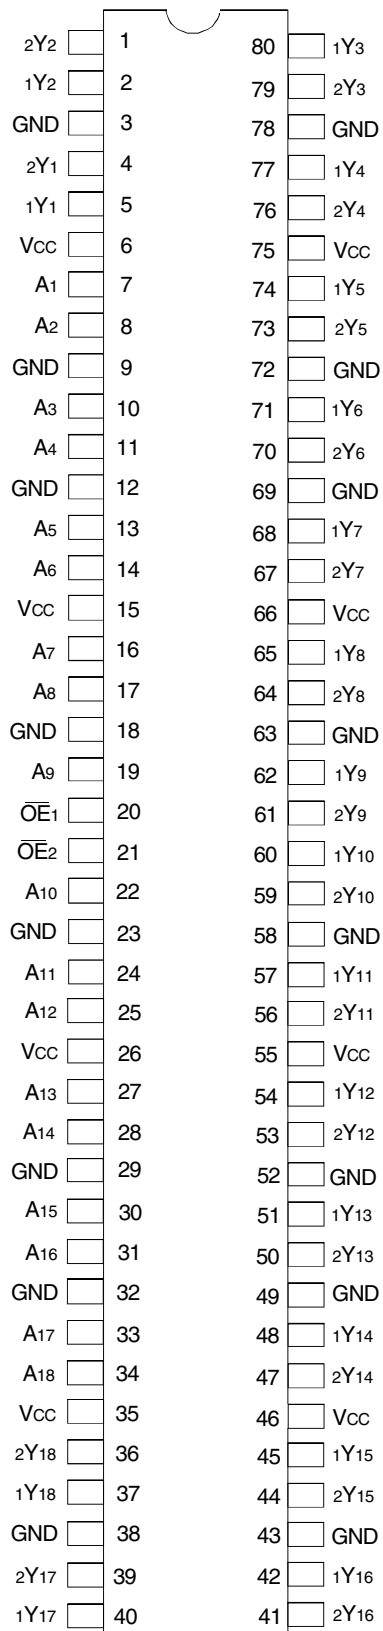 2Y2 1 80 1Y3
1Y2 2 79 2Y3
GND 3 78 GND
2Y1 4 77 1Y4
1Y1 5 76 2Y4
VCC 6 75 VCC
A1 7 74 1Y5
A2 8 73 2Y5
GND 9 72 GND
A3 10 71 1Y6
A4 11 70 2Y6
GND 12 69 GND
A5 13 68 1Y7
A6 14 67 2Y7
VCC 15 66 VCC
A7 16 65 1Y8
A8 17 64 2Y8
GND 18 63 GND
A9 19 62 1Y9
O̅E̅1 20 61 2Y9
O̅E̅2 21 60 1Y10
A10 22 59 2Y10
GND 23 58 GND
A11 24 57 1Y11
A12 25 56 2Y11
VCC 26 55 VCC
A13 27 54 1Y12
A14 28 53 2Y12
GND 29 52 GND
A15 30 51 1Y13
A16 31 50 2Y13
GND 32 49 GND
A17 33 48 1Y14
A18 34 47 2Y14
VCC 35 46 VCC
2Y18 36 45 1Y15
1Y18 37 44 2Y15
GND 38 43 GND
2Y17 39 42 1Y16
1Y17 40 41 2Y16